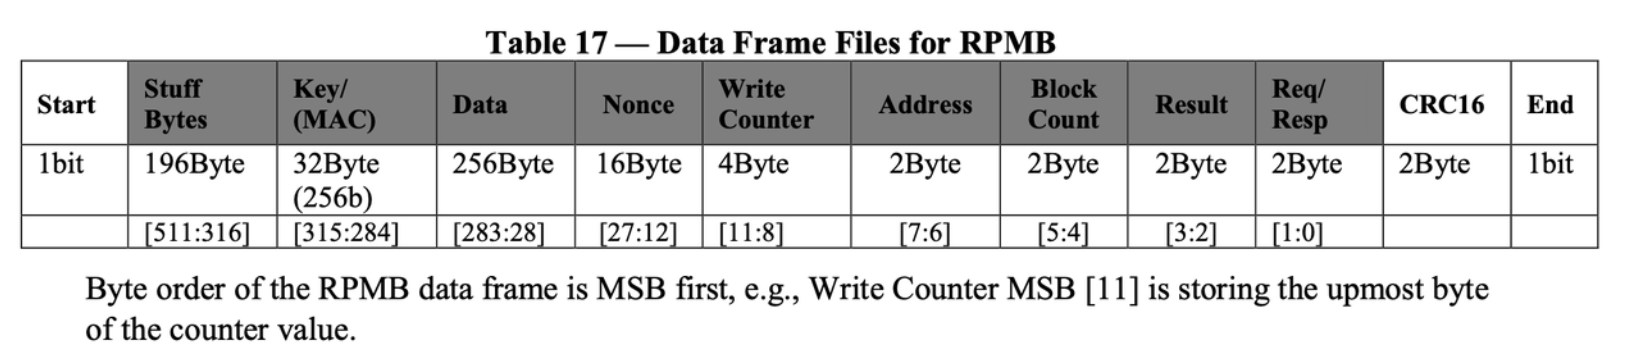 Table 17 — Data Frame Files for RPMB
Start Stuff Bytes Key/ (MAC) Data Nonce Write Counter Address Block Count Result Req/ Resp CRC16 End
1bit 196Byte 32Byte (256b) 256Byte 16Byte 4Byte 2Byte 2Byte 2Byte 2Byte 2Byte 1bit
[511:316] [315:284] [283:28] [27:12] [11:8] [7:6] [5:4] [3:2] [1:0]
Byte order of the RPMB data frame is MSB first, e.g., Write Counter MSB [11] is storing the upmost byte
of the counter value.